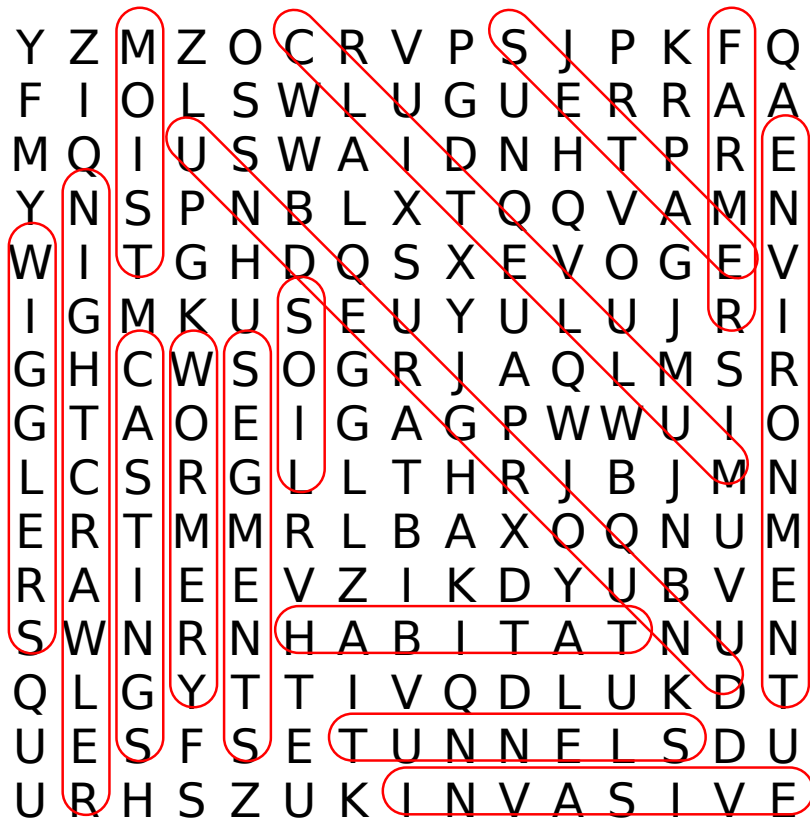 Y Z M Z O C R V P S J P K F Q
F I O L S W L U G U E R R A A
M Q I U S W A I D N H T P R E
Y N S P N B L X T Q Q V A M N
W I T G H D Q S X E V O G E V
I G M K U S E U Y U L U J R I
G H C W S O G R J A Q L M S R
G T A O E I G A G P W W U I O
L C S R G L L T H R J B J M N
E R T M M R L B A X O Q N U M
R A I E E V Z I K D Y U B V E
S W N R N H A B I T A T N U N
Q L G Y T T I V Q D L U K D T
U E S F S E T U N N E L S D U
U R H S Z U K I N V A S I V E